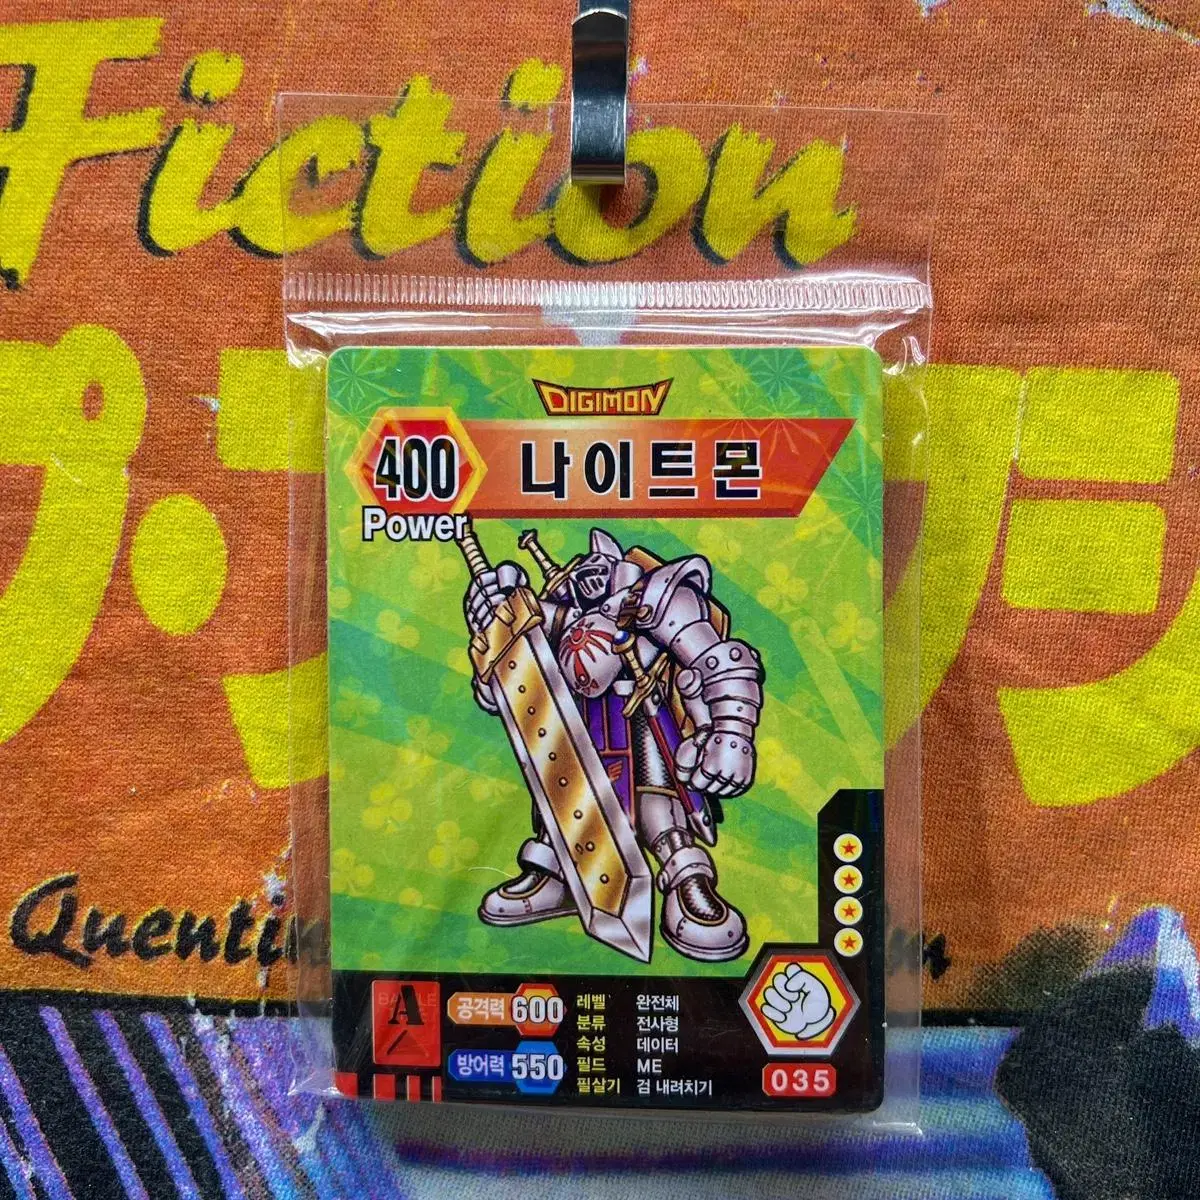 Fiction
DIGIMON
400
나이트몬
Power
Quentin
BATTLE
A
공격력 600
방어력 550
레벨 완전체
분류 전사형
속성 데이터
필드 ME
필살기 검 내려치기
035